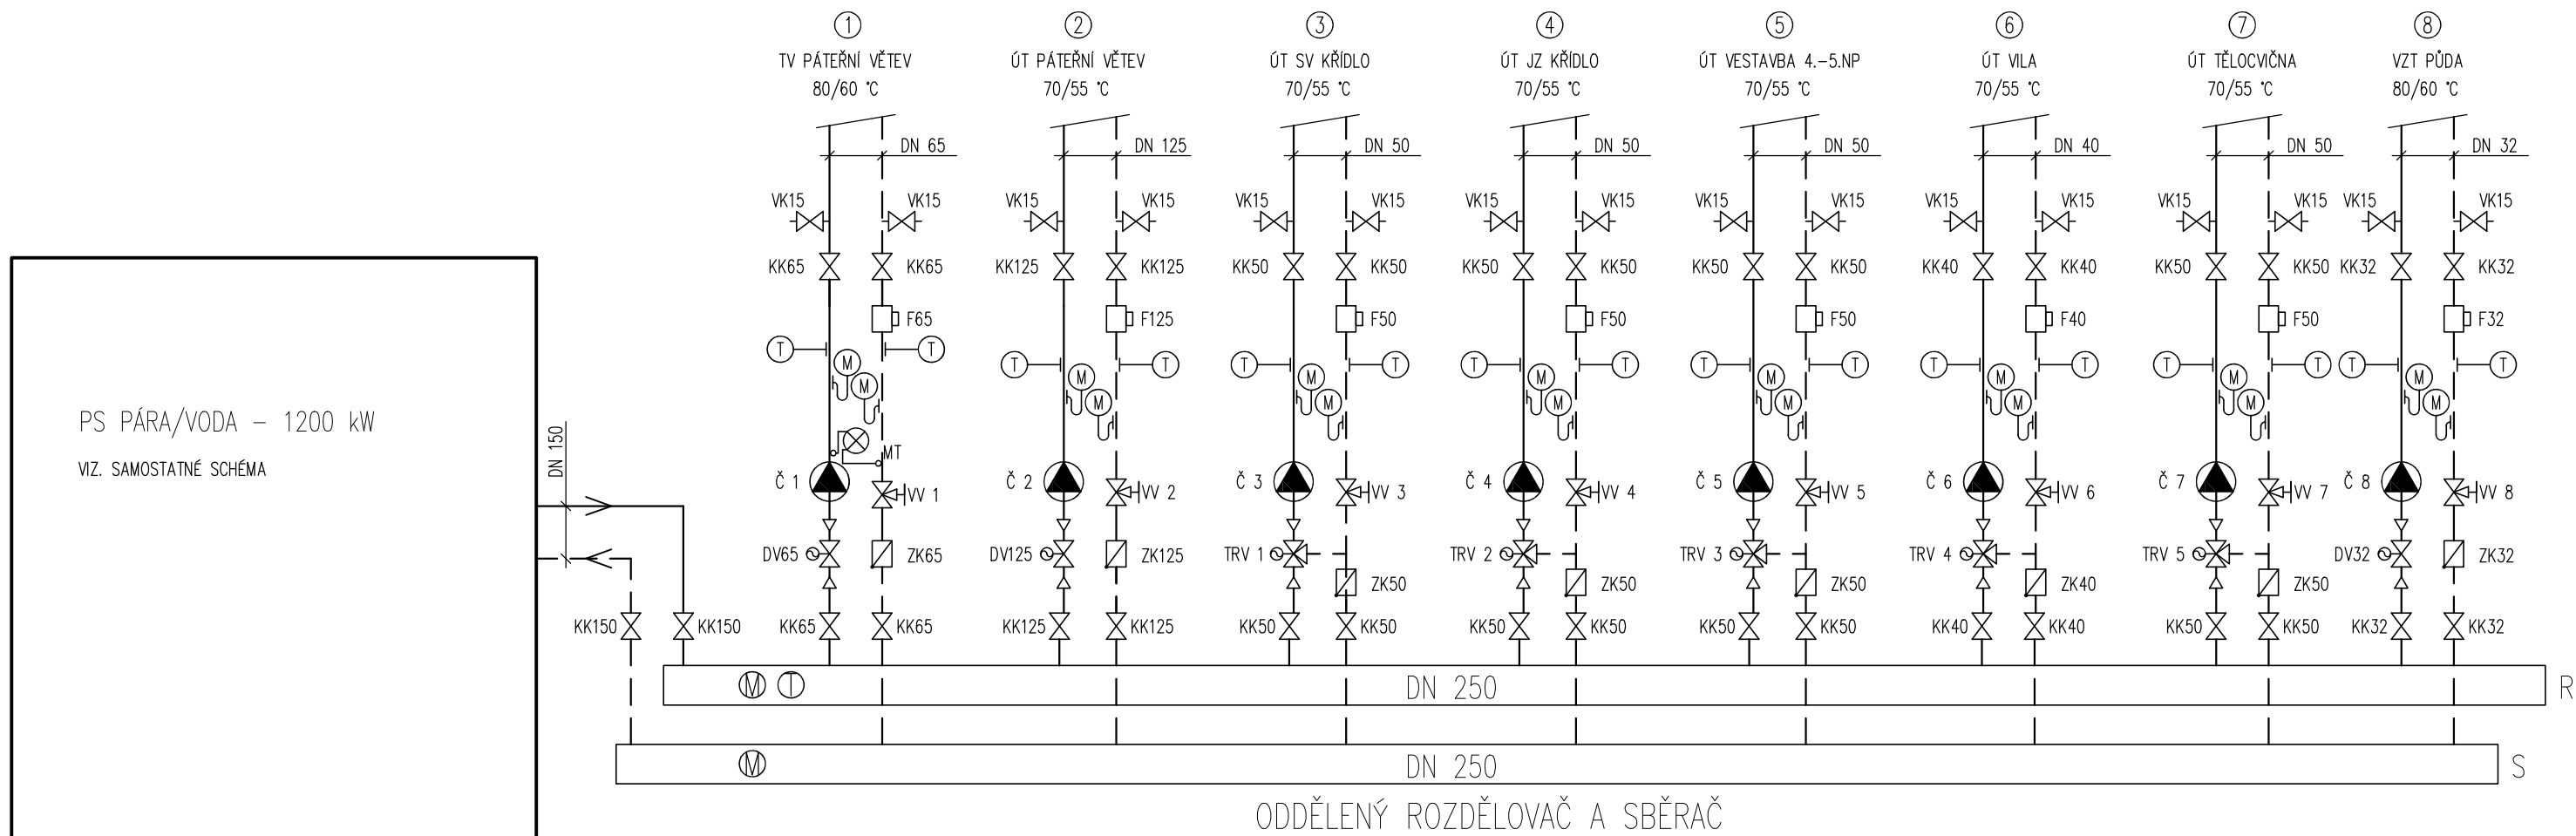 1 2 3 4 5 6 7 8
TV PÁTEŘNÍ VĚTEV ÚT PÁTEŘNÍ VĚTEV ÚT SV KŘÍDLO ÚT JZ KŘÍDLO ÚT VESTAVBA 4.-5.NP ÚT VILA ÚT TĚLOCVIČNA VZT PŮDA
80/60 °C 70/55 °C 70/55 °C 70/55 °C 70/55 °C 70/55 °C 70/55 °C 80/60 °C
DN 65 DN 125 DN 50 DN 50 DN 50 DN 40 DN 50 DN 32
VK15 VK15 VK15 VK15 VK15 VK15 VK15 VK15 VK15 VK15 VK15 VK15 VK15 VK15 VK15 VK15
KK65 KK65 KK125 KK125 KK50 KK50 KK50 KK50 KK50 KK50 KK40 KK40 KK50 KK50 KK32 KK32
F65 F125 F50 F50 F50 F40 F50 F32
T T T T T T T T T T T T T T T T
M M M M M M M M M M M M M M M M
PS PÁRA/VODA - 1200 kW
VIZ. SAMOSTATNÉ SCHÉMA
DN 150
MT
Č 1 VV 1 Č 2 VV 2 Č 3 VV 3 Č 4 VV 4 Č 5 VV 5 Č 6 VV 6 Č 7 VV 7 Č 8 VV 8
DV65 ZK65 DV125 ZK125 TRV 1 TRV 2 TRV 3 TRV 4 TRV 5 DV32 ZK32
ZK50 ZK50 ZK50 ZK40 ZK50
KK150 KK150 KK65 KK65 KK125 KK125 KK50 KK50 KK50 KK50 KK50 KK50 KK40 KK40 KK50 KK50 KK32 KK32
M T DN 250 R
M DN 250 S
ODDĚLENÝ ROZDĚLOVAČ A SBĚRAČ